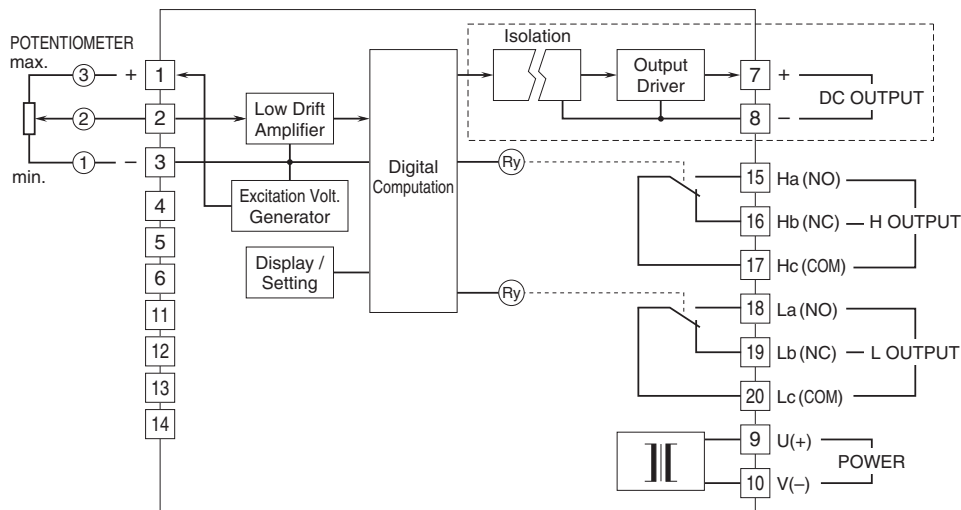 POTENTIOMETER
max.
3 +
2
1 –
min.
1
2
3
4
5
6
11
12
13
14
Low Drift
Amplifier
Excitation Volt.
Generator
Display /
Setting
Digital
Computation
Isolation
Output
Driver
7 +
8 –
DC OUTPUT
Ry
15 Ha (NO)
16 Hb (NC)
17 Hc (COM)
H OUTPUT
Ry
18 La (NO)
19 Lb (NC)
20 Lc (COM)
L OUTPUT
9 U(+)
10 V(–)
POWER